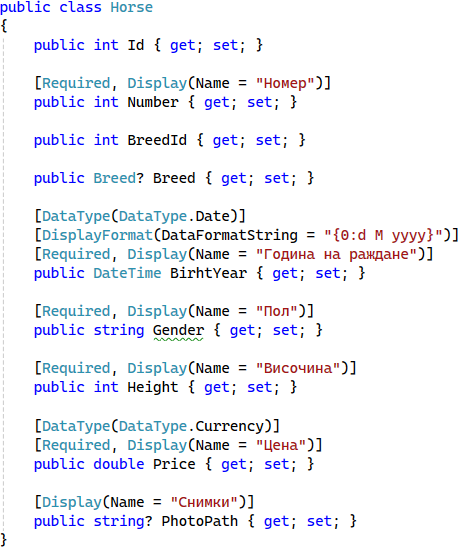 public class Horse
{
public int Id { get; set; }
[Required, Display(Name = "Номер")]
public int Number { get; set; }
public int BreedId { get; set; }
public Breed? Breed { get; set; }
[DataType(DataType.Date)]
[DisplayFormat(DataFormatString = "{0:d M yyyy}")]
[Required, Display(Name = "Година на раждане")]
public DateTime BirhtYear { get; set; }
[Required, Display(Name = "Пол")]
public string Gender { get; set; }
[Required, Display(Name = "Височина")]
public int Height { get; set; }
[DataType(DataType.Currency)]
[Required, Display(Name = "Цена")]
public double Price { get; set; }
[Display(Name = "Снимки")]
public string? PhotoPath { get; set; }
}